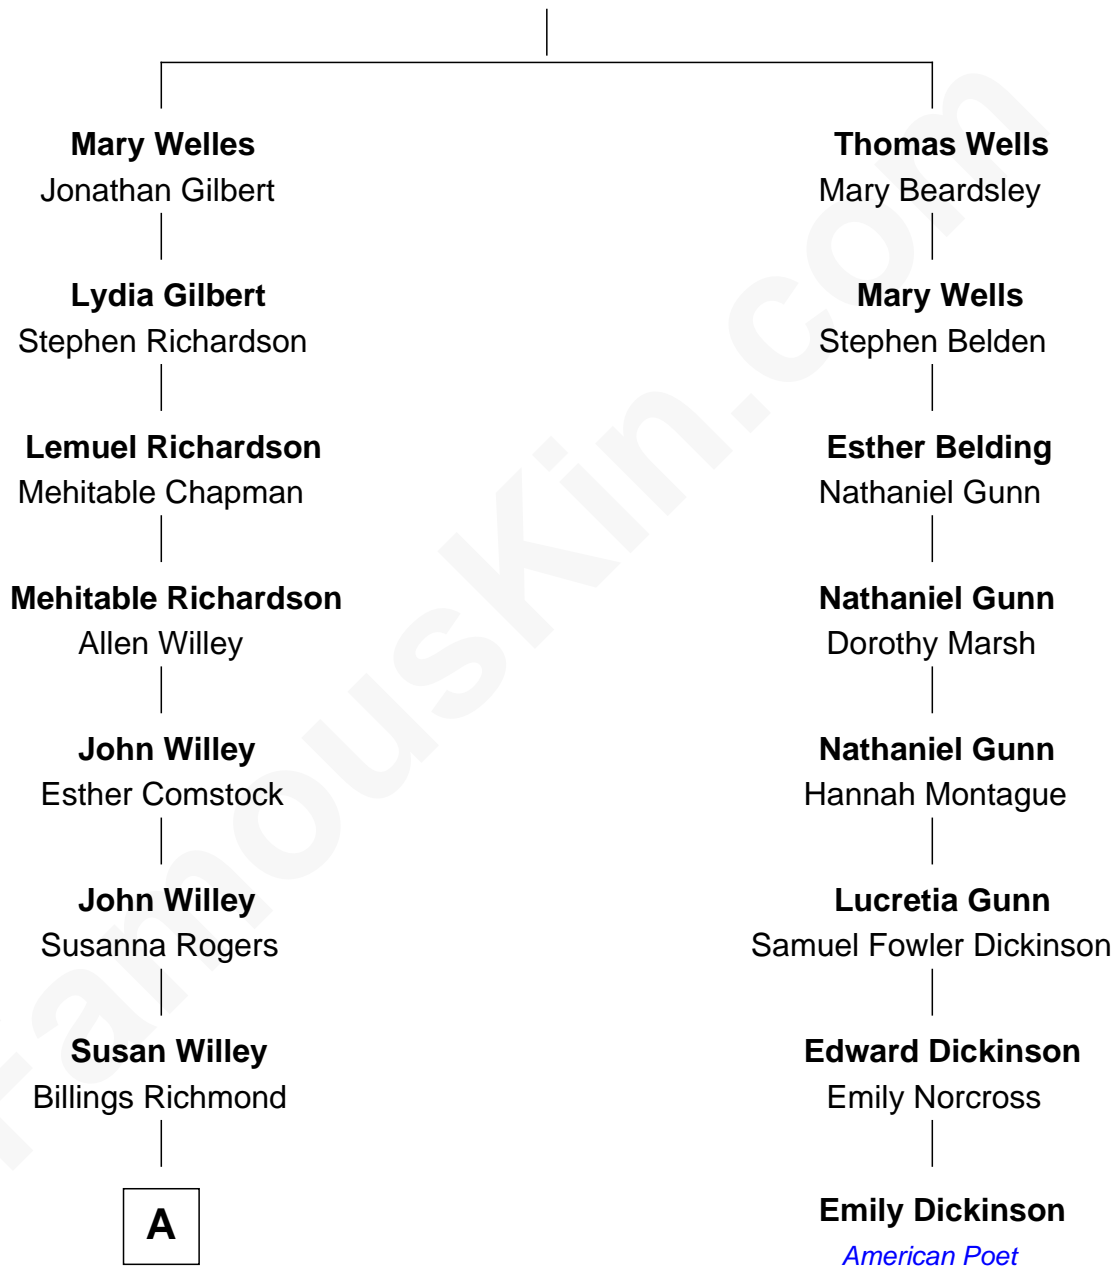 Mary Welles
Jonathan Gilbert
Lydia Gilbert
Stephen Richardson
Lemuel Richardson
Mehitable Chapman
Mehitable Richardson
Allen Willey
John Willey
Esther Comstock
John Willey
Susanna Rogers
Susan Willey
Billings Richmond
A
Thomas Wells
Mary Beardsley
Mary Wells
Stephen Belden
Esther Belding
Nathaniel Gunn
Nathaniel Gunn
Dorothy Marsh
Nathaniel Gunn
Hannah Montague
Lucretia Gunn
Samuel Fowler Dickinson
Edward Dickinson
Emily Norcross
Emily Dickinson
American Poet
FamousKin.com